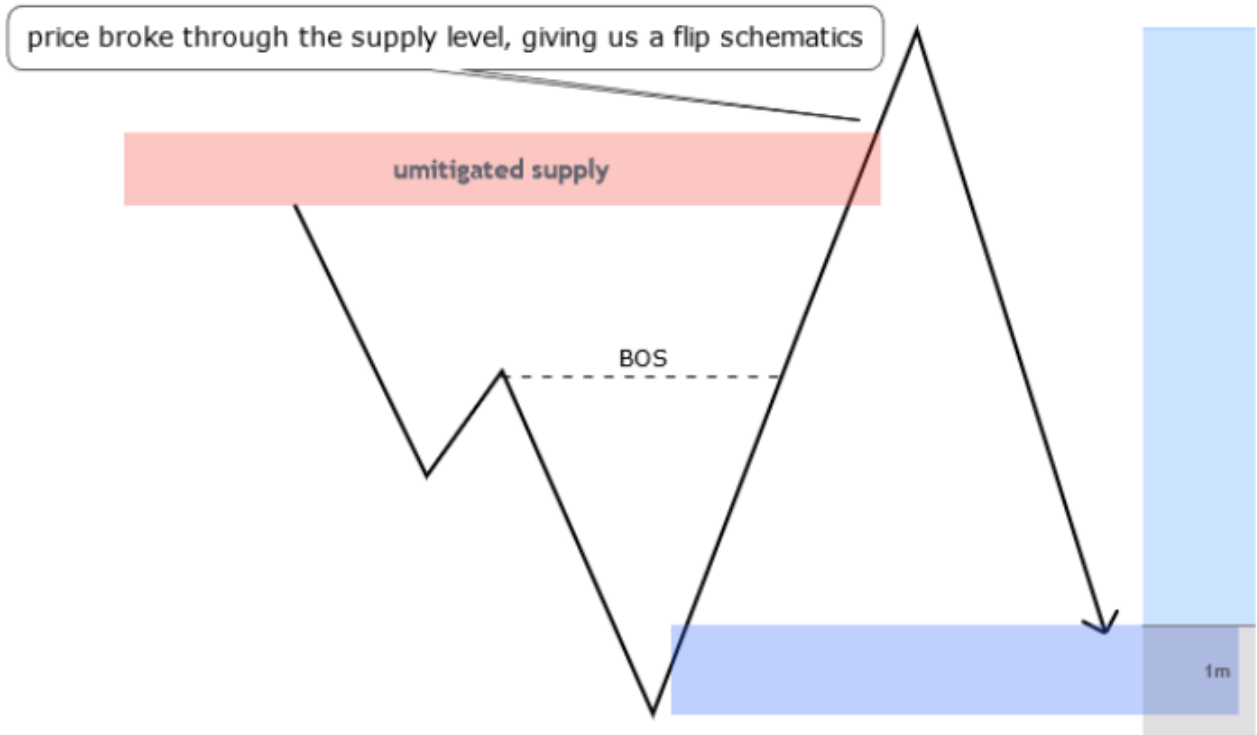 price broke through the supply level, giving us a flip schematics
umitigated supply
BOS
1m